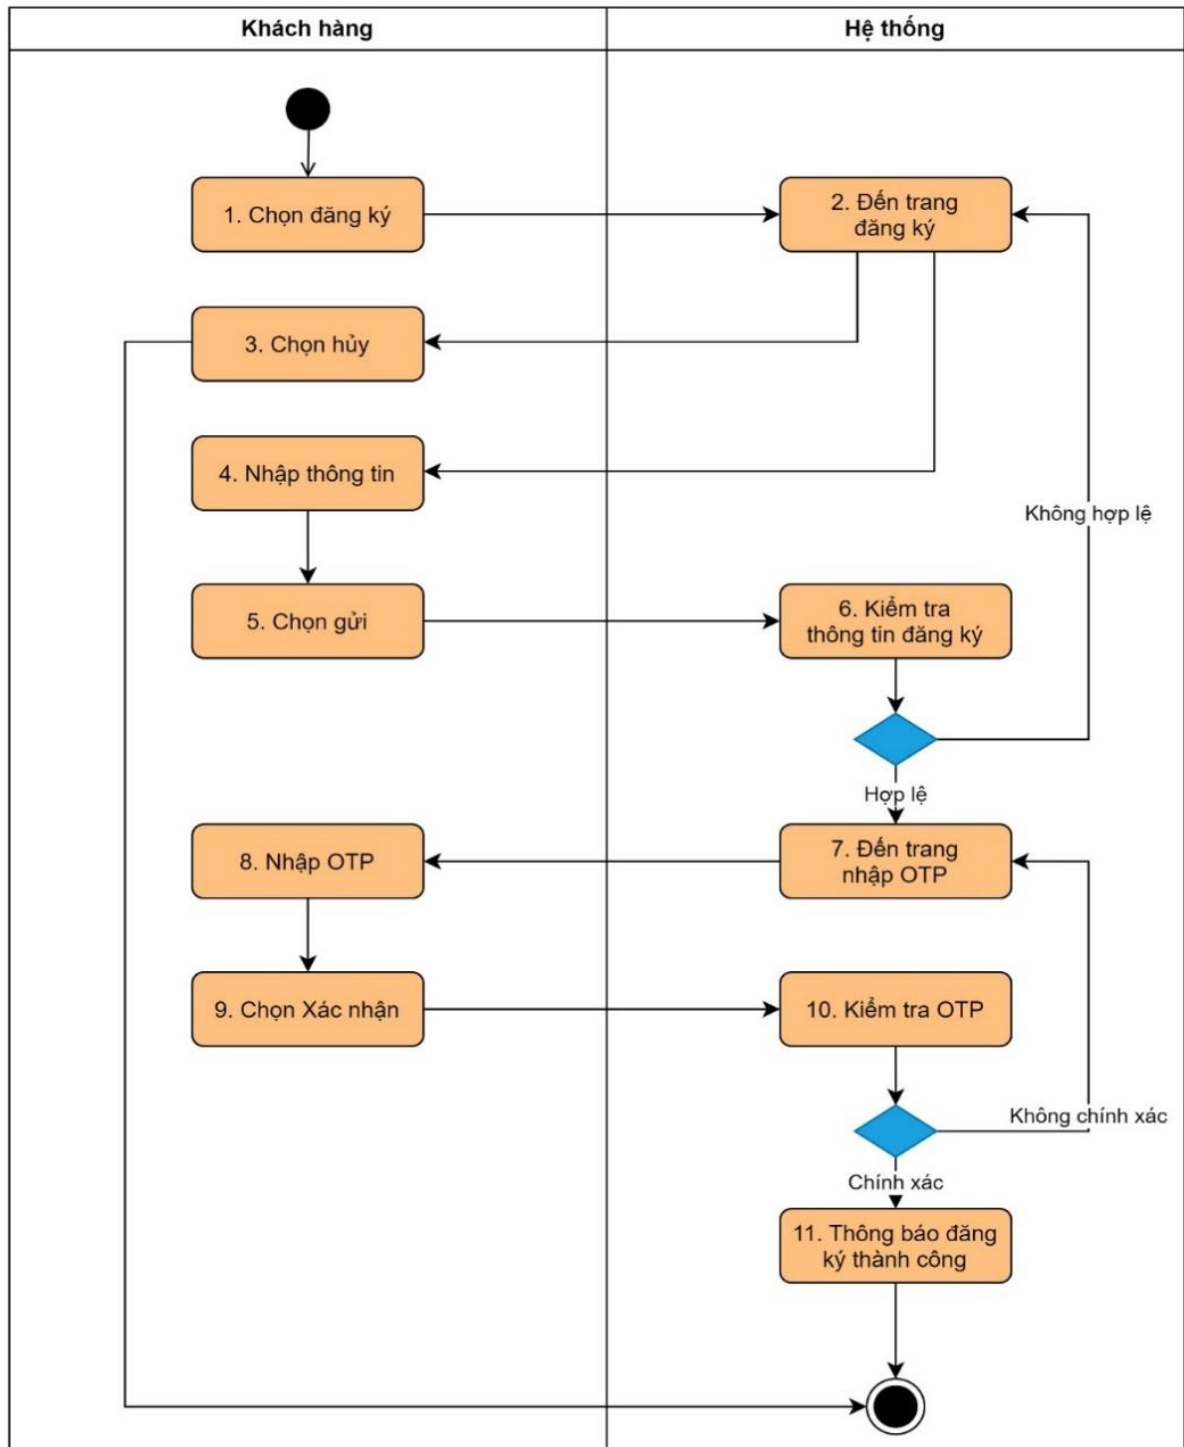 Khách hàng
Hệ thống
1. Chọn đăng ký
2. Đến trang
đăng ký
3. Chọn hủy
4. Nhập thông tin
Không hợp lệ
5. Chọn gửi
6. Kiểm tra
thông tin đăng ký
Hợp lệ
8. Nhập OTP
7. Đến trang
nhập OTP
9. Chọn Xác nhận
10. Kiểm tra OTP
Không chính xác
Chính xác
11. Thông báo đăng
ký thành công